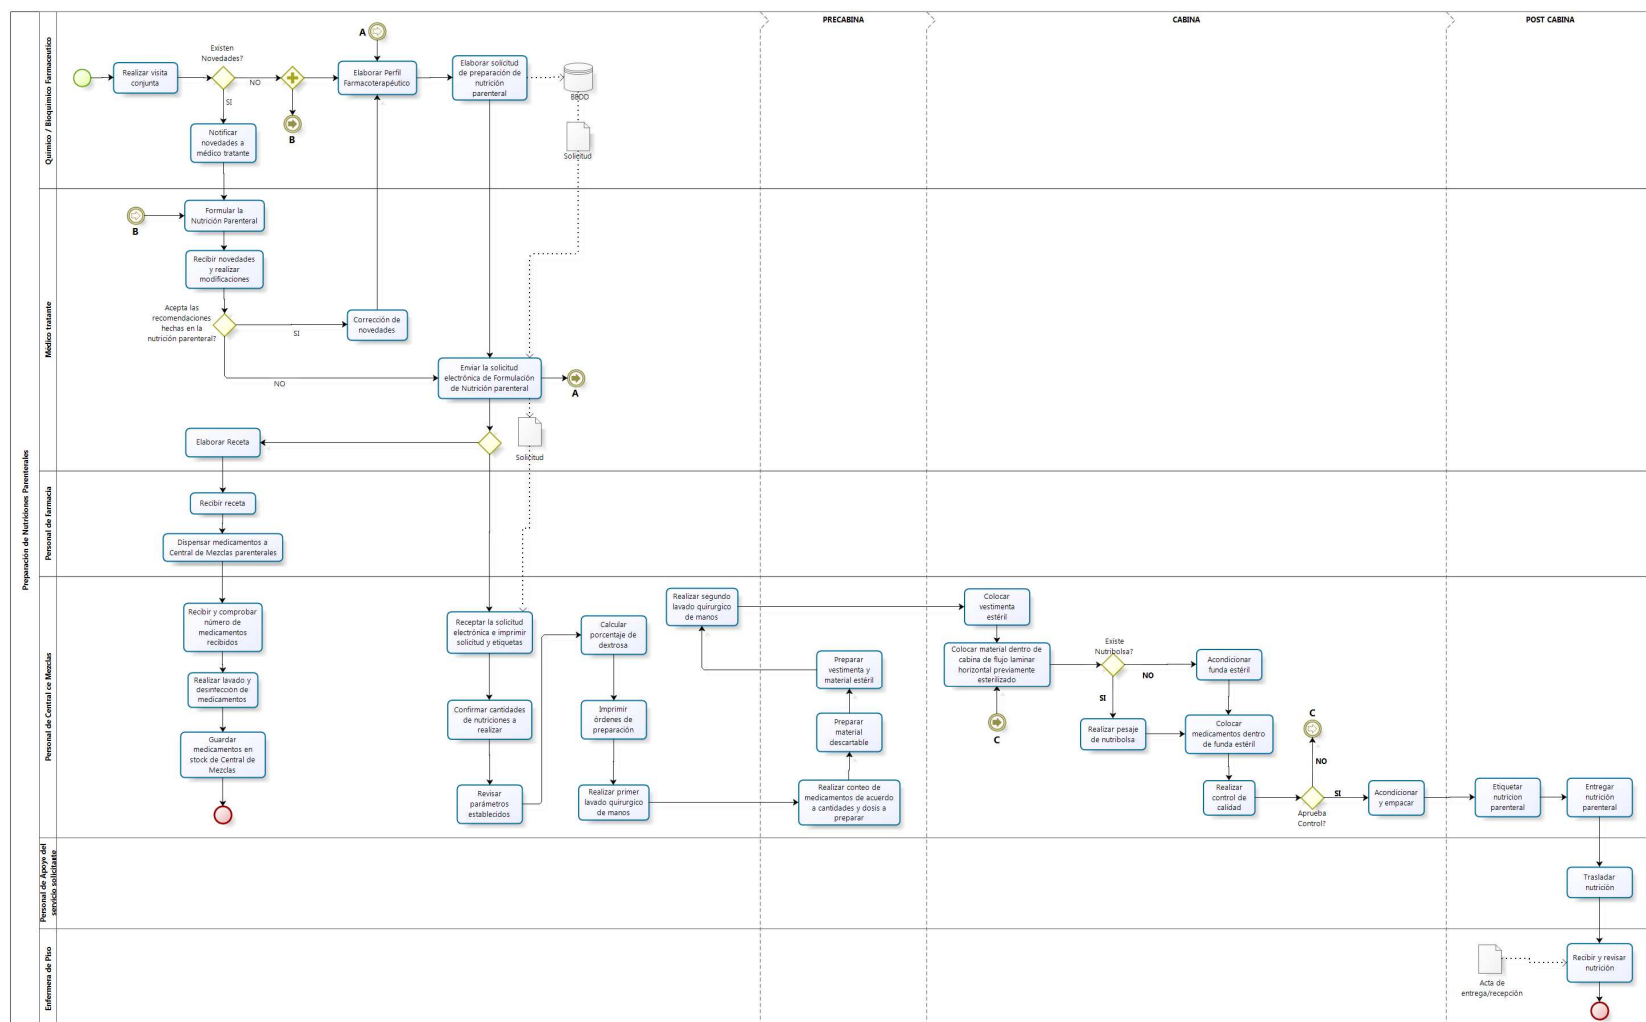 Preparación de Nutriciones Parenterales
PRECABINA
CABINA
POST CABINA
Químico / Bioquímico Farmaceutico
Realizar visita
conjunta
Existen
Novedades?
NO
SI
Notificar
novedades a
médico tratante
B
A
Elaborar Perfil
Farmacoterapéutico
Elaborar solicitud
de preparación de
nutrición
parenteral
BBDD
Solicitud
Médico tratante
B
Formular la
Nutrición Parenteral
Recibir novedades
y realizar
modificaciones
Acepta las
recomendaciones
hechas en la
nutrición parenteral?
SI
NO
Corrección de
novedades
Enviar la solicitud
electrónica de Formulación
de Nutrición parenteral
A
Solicitud
Elaborar Receta
Personal de farmacia
Recibir receta
Dispensar medicamentos a
Central de Mezclas parenterales
Personal de Central de Mezclas
Recibir y comprobar
número de
medicamentos
recibidos
Realizar lavado y
desinfección de
medicamentos
Guardar
medicamentos en
stock de Central de
Mezclas
Receptar la solicitud
electrónica e imprimir
solicitud y etiquetas
Confirmar cantidades
de nutriciones a
realizar
Revisar
parámetros
establecidos
Calcular
porcentaje de
dextrosa
Imprimir
órdenes de
preparación
Realizar primer
lavado quirurgico
de manos
Realizar segundo
lavado quirurgico
de manos
Preparar
vestimenta y
material estéril
Preparar
material
descartable
Realizar conteo de
medicamentos de acuerdo
a cantidades y dosis a
preparar
Colocar
vestimenta
estéril
Colocar material dentro de
cabina de flujo laminar
horizontal previamente
esterilizado
C
Existe
Nutribolsa?
NO
SI
Acondicionar
funda estéril
Realizar pesaje
de nutribolsa
Colocar
medicamentos dentro
de funda estéril
Realizar
control de
calidad
C
NO
SI
Aprueba
Control?
Acondicionar
y empacar
Etiquetar
nutricion
parenteral
Entregar
nutrición
parenteral
Personal de Apoyo del
servicio solicitante
Trasladar
nutrición
Enfermera de Piso
Acta de
entrega/recepción
Recibir y revisar
nutrición